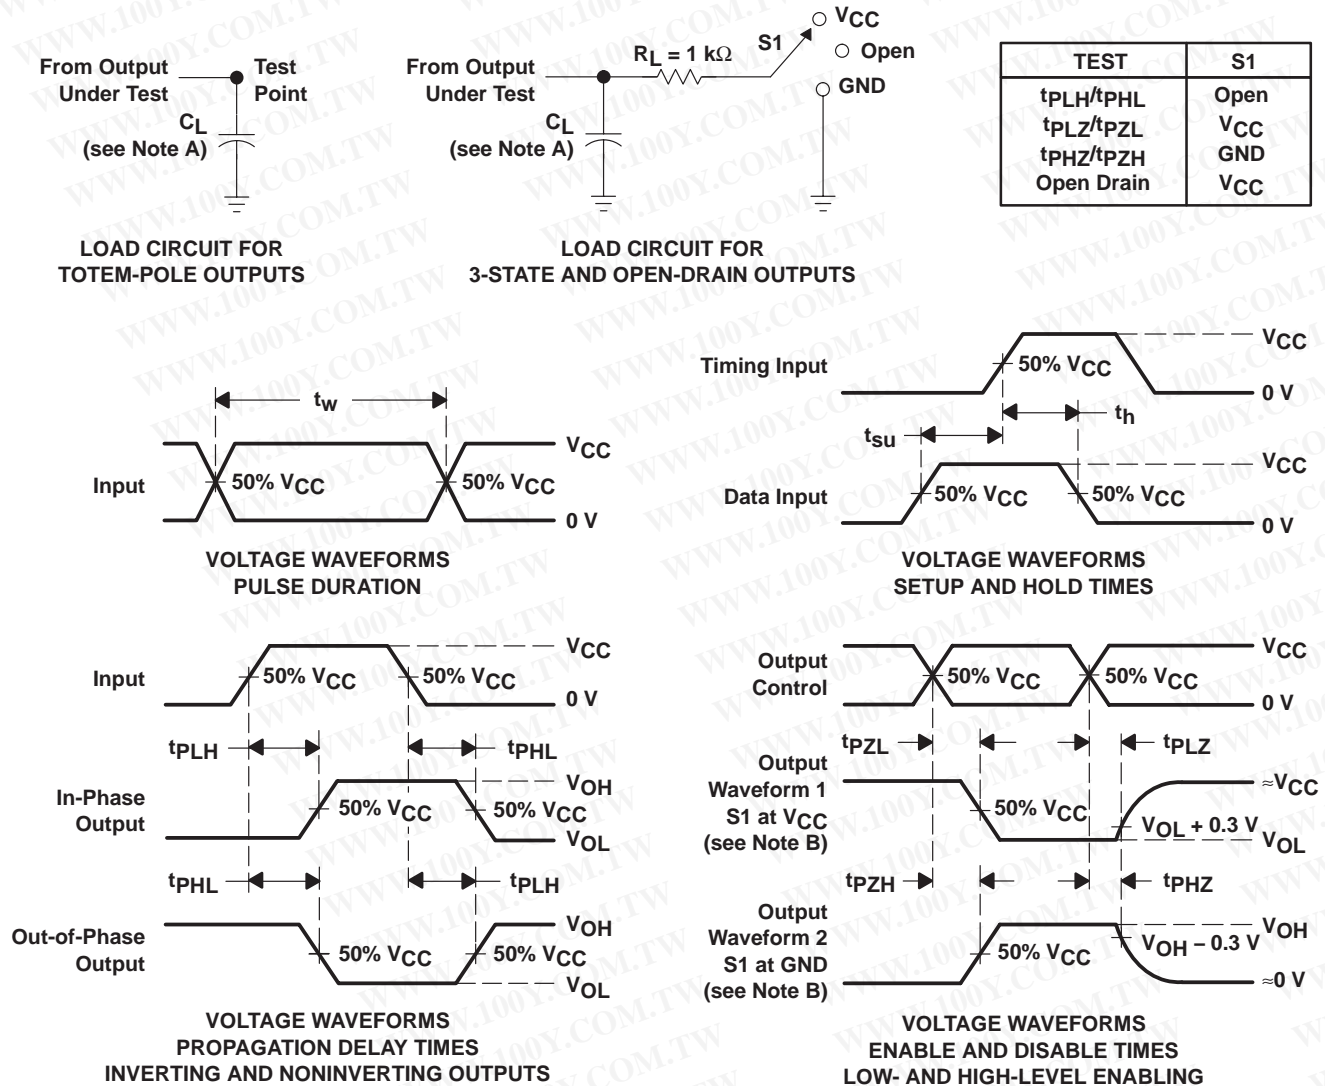 From Output
Under Test
Test
Point
CL
(see Note A)
LOAD CIRCUIT FOR
TOTEM-POLE OUTPUTS
From Output
Under Test
RL = 1 kΩ
S1
VCC
Open
GND
CL
(see Note A)
LOAD CIRCUIT FOR
3-STATE AND OPEN-DRAIN OUTPUTS
TEST S1
tPLH/tPHL Open
tPLZ/tPZL VCC
tPHZ/tPZH GND
Open Drain VCC
tw
Input
50% VCC
50% VCC
VCC
0 V
VOLTAGE WAVEFORMS
PULSE DURATION
Timing Input
50% VCC
VCC
0 V
th
tsu
Data Input
50% VCC
50% VCC
VCC
0 V
VOLTAGE WAVEFORMS
SETUP AND HOLD TIMES
Input
50% VCC
50% VCC
VCC
0 V
tPLH
tPHL
In-Phase
Output
50% VCC
50% VCC
VOH
VOL
tPHL
tPLH
Out-of-Phase
Output
50% VCC
50% VCC
VOH
VOL
VOLTAGE WAVEFORMS
PROPAGATION DELAY TIMES
INVERTING AND NONINVERTING OUTPUTS
Output
Control
50% VCC
50% VCC
VCC
0 V
tPZL
tPLZ
Output
Waveform 1
S1 at VCC
(see Note B)
50% VCC
VOL + 0.3 V
≈VCC
VOL
tPZH
tPHZ
Output
Waveform 2
S1 at GND
(see Note B)
50% VCC
VOH − 0.3 V
VOH
≈0 V
VOLTAGE WAVEFORMS
ENABLE AND DISABLE TIMES
LOW- AND HIGH-LEVEL ENABLING
WWW.100Y.COM.TW